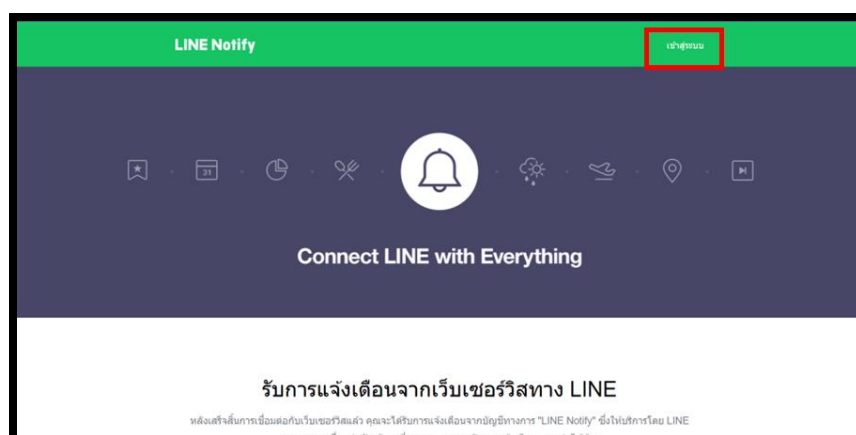 LINE Notify
เข้าสู่ระบบ
31
Connect LINE with Everything
รับการแจ้งเตือนจากเว็บเซอร์วิสทาง LINE
หลังเสร็จสิ้นการเชื่อมต่อกับเว็บเซอร์วิสแล้ว คุณจะได้รับการแจ้งเตือนจากบัญชีทางการ "LINE Notify" ซึ่งให้บริการโดย LINE